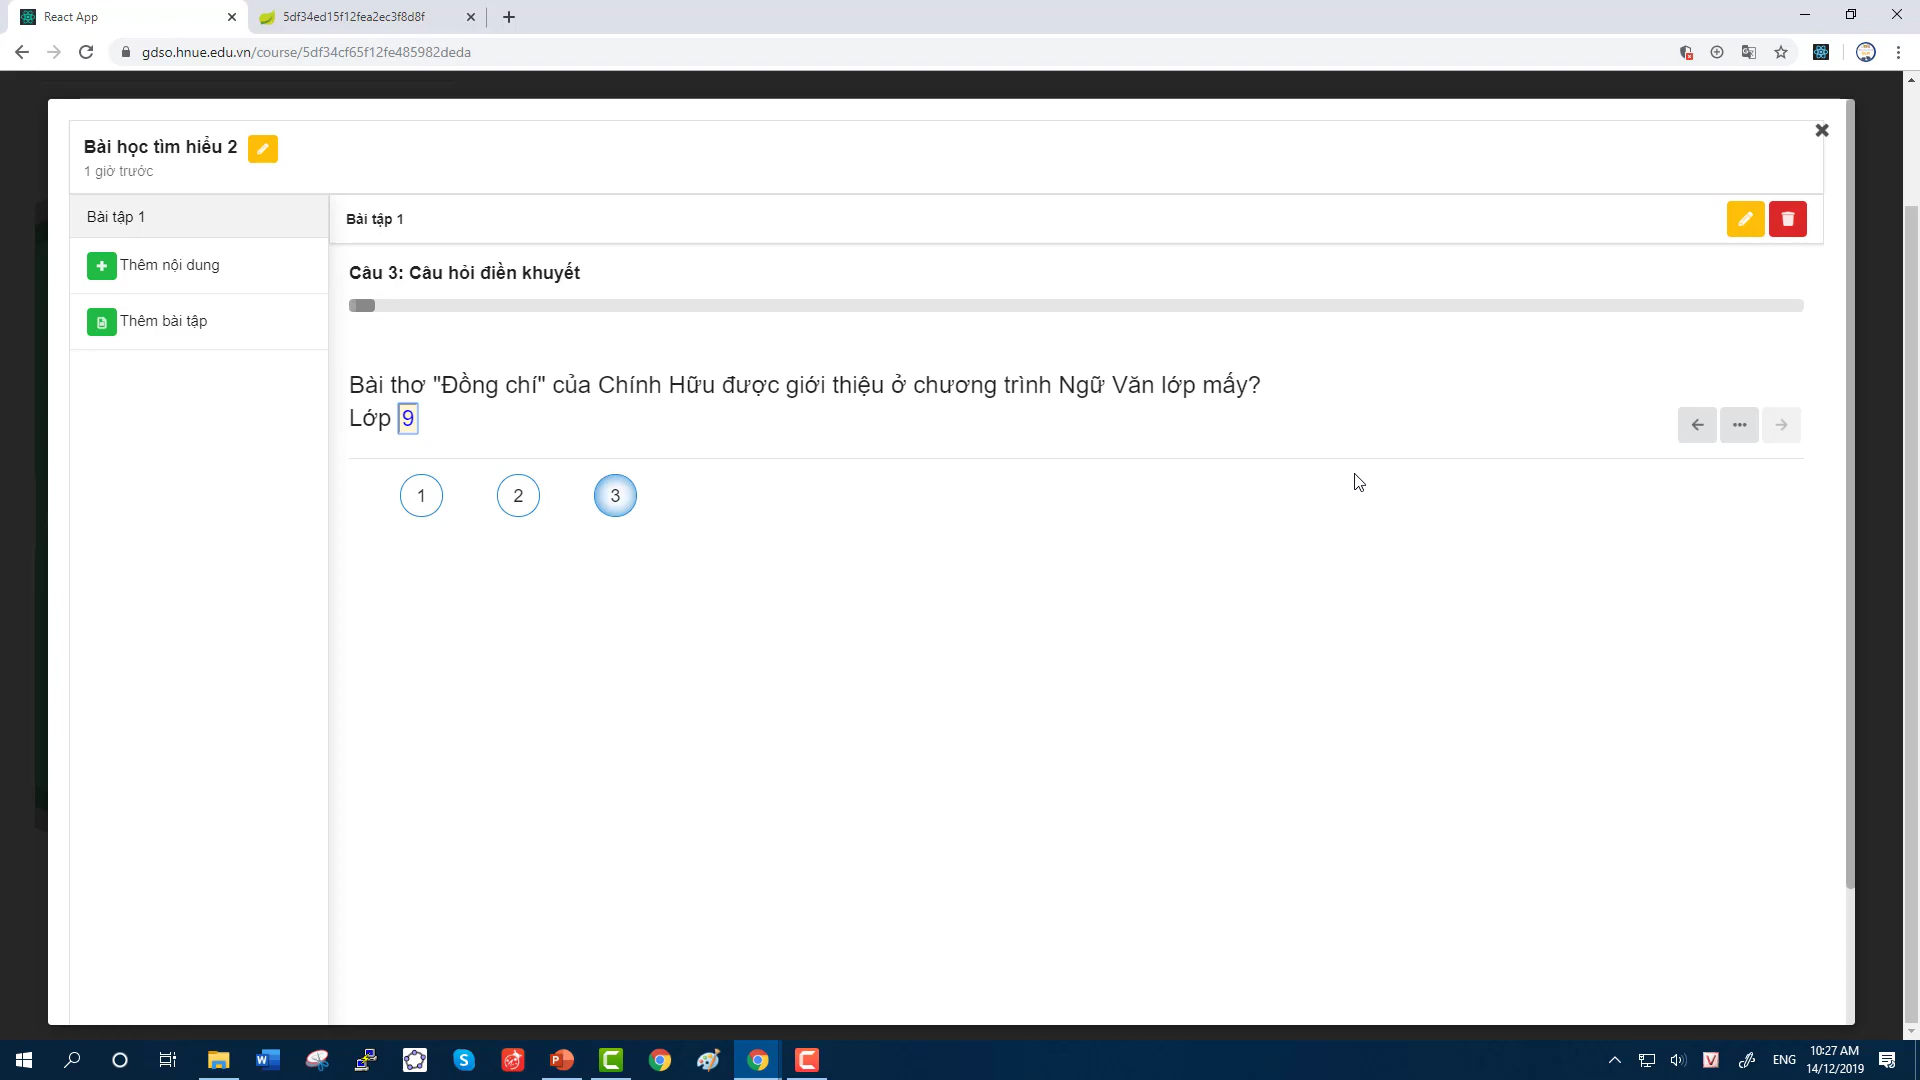 React App
5df34ed15f12fea2ec3f8d8f
gdso.hnue.edu.vn/course/5df34cf65f12fe485982deda
Bài học tìm hiểu 2
1 giờ trước
Bài tập 1
Thêm nội dung
Thêm bài tập
Bài tập 1
Câu 3: Câu hỏi điền khuyết
Bài thơ "Đồng chí" của Chính Hữu được giới thiệu ở chương trình Ngữ Văn lớp mấy?
Lớp 9
1 2 3
ENG
10:27 AM
14/12/2019